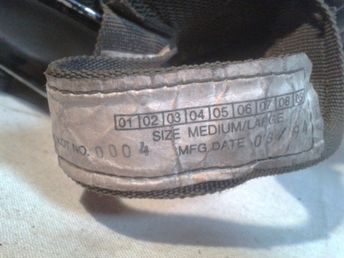 01 02 03 04 05 06 07 08
SIZE MEDIUM/LARGE
LOT NO. 0004 MFG.DATE